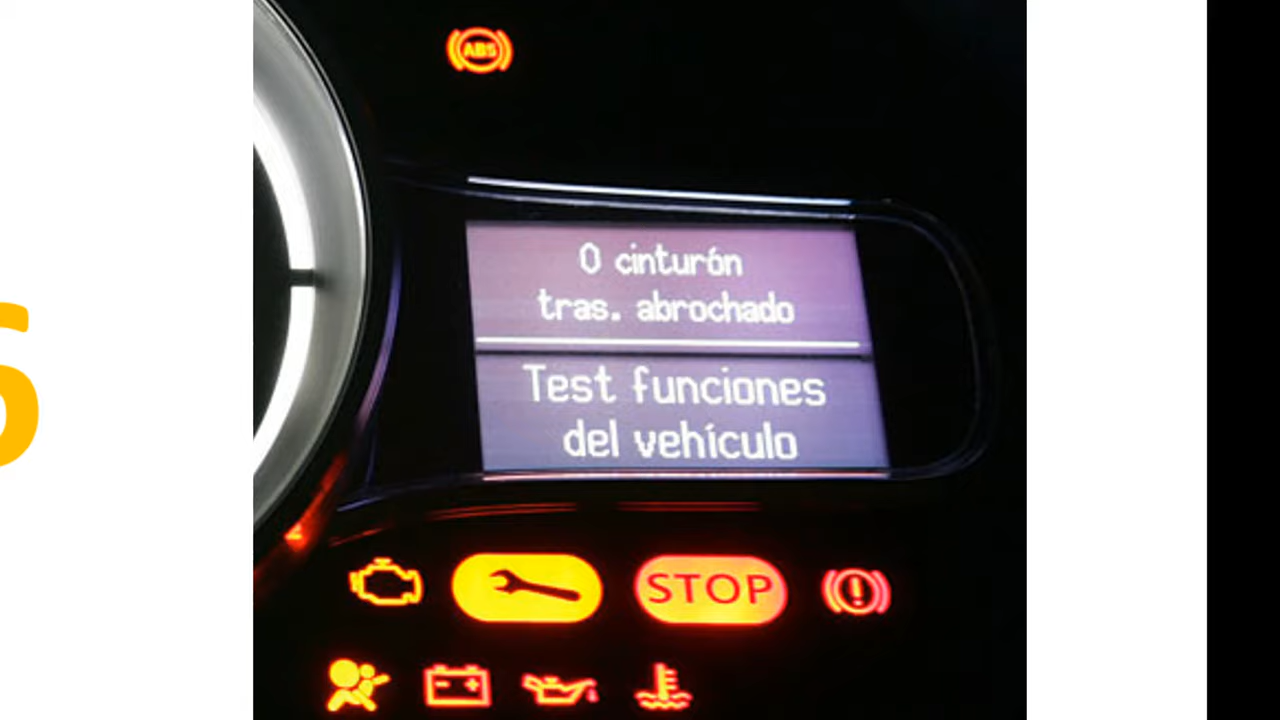 ABS
0 cinturón
tras. abrochado
Test funciones
del vehículo
STOP